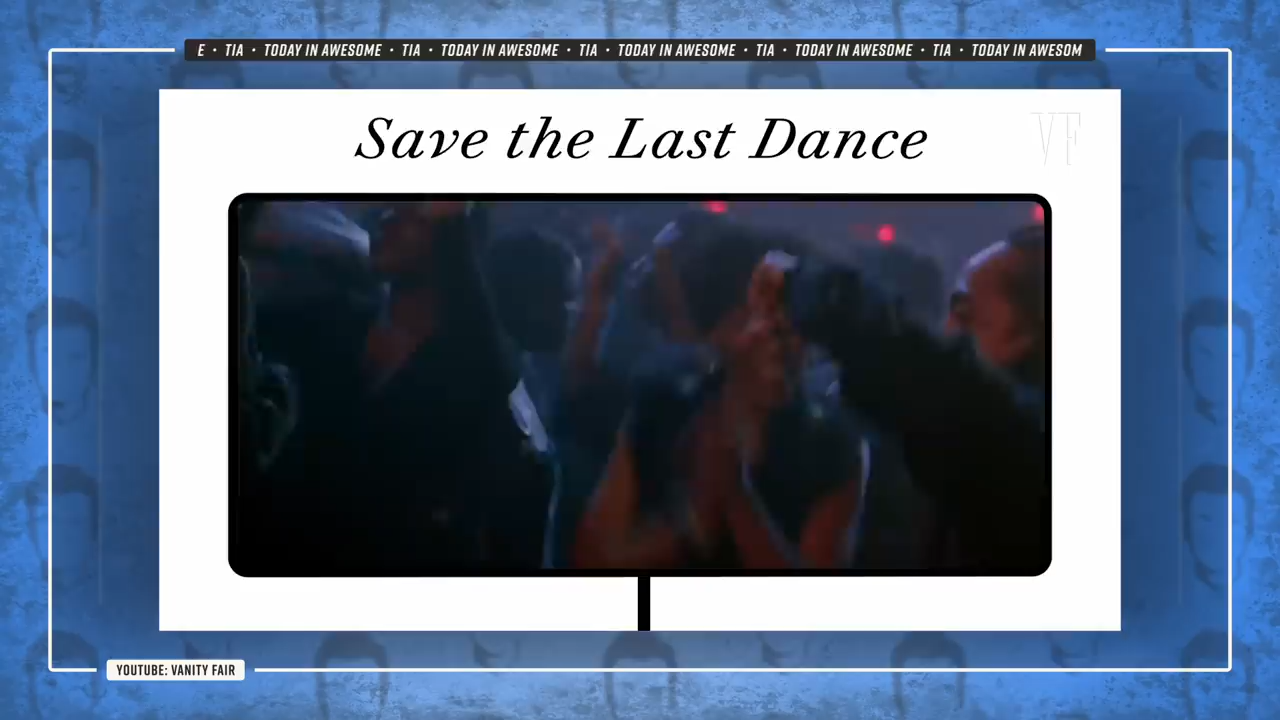 E · TIA · TODAY IN AWESOME · TIA · TODAY IN AWESOME · TIA · TODAY IN AWESOME · TIA · TODAY IN AWESOME · TIA · TODAY IN AWESOM
Save the Last Dance
VF
YOUTUBE: VANITY FAIR